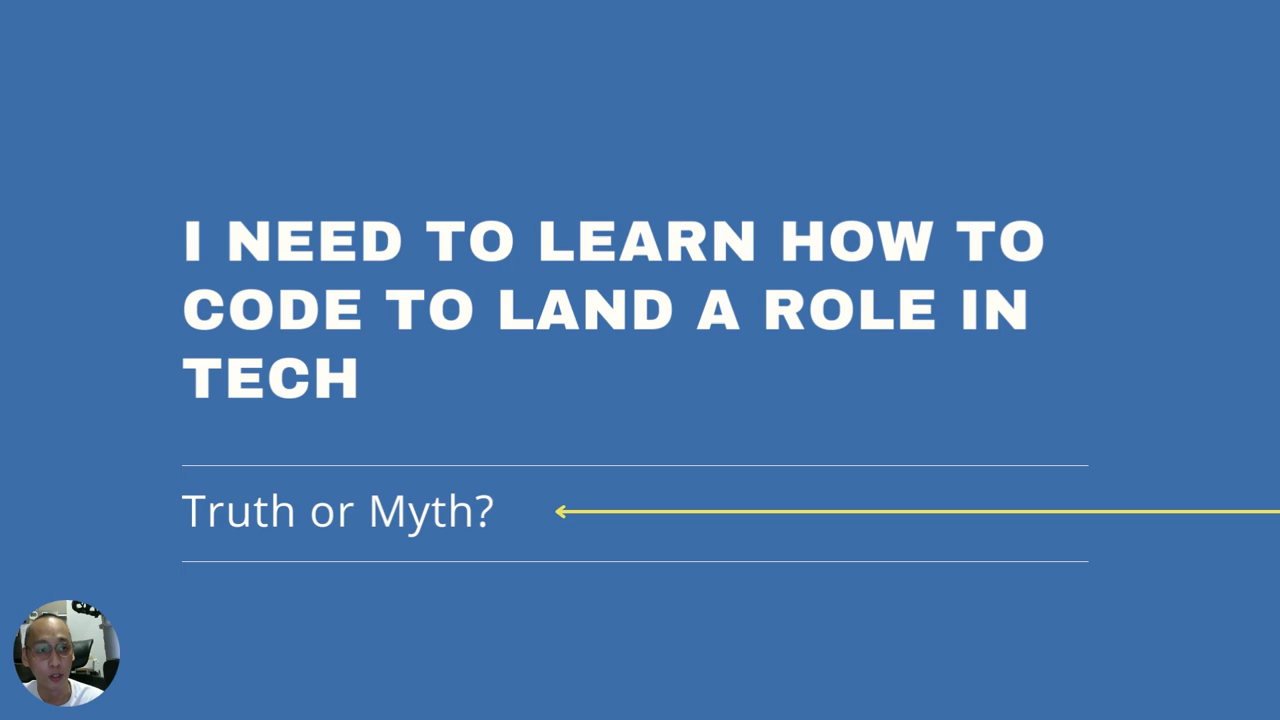 I NEED TO LEARN HOW TO
CODE TO LAND A ROLE IN
TECH
Truth or Myth?